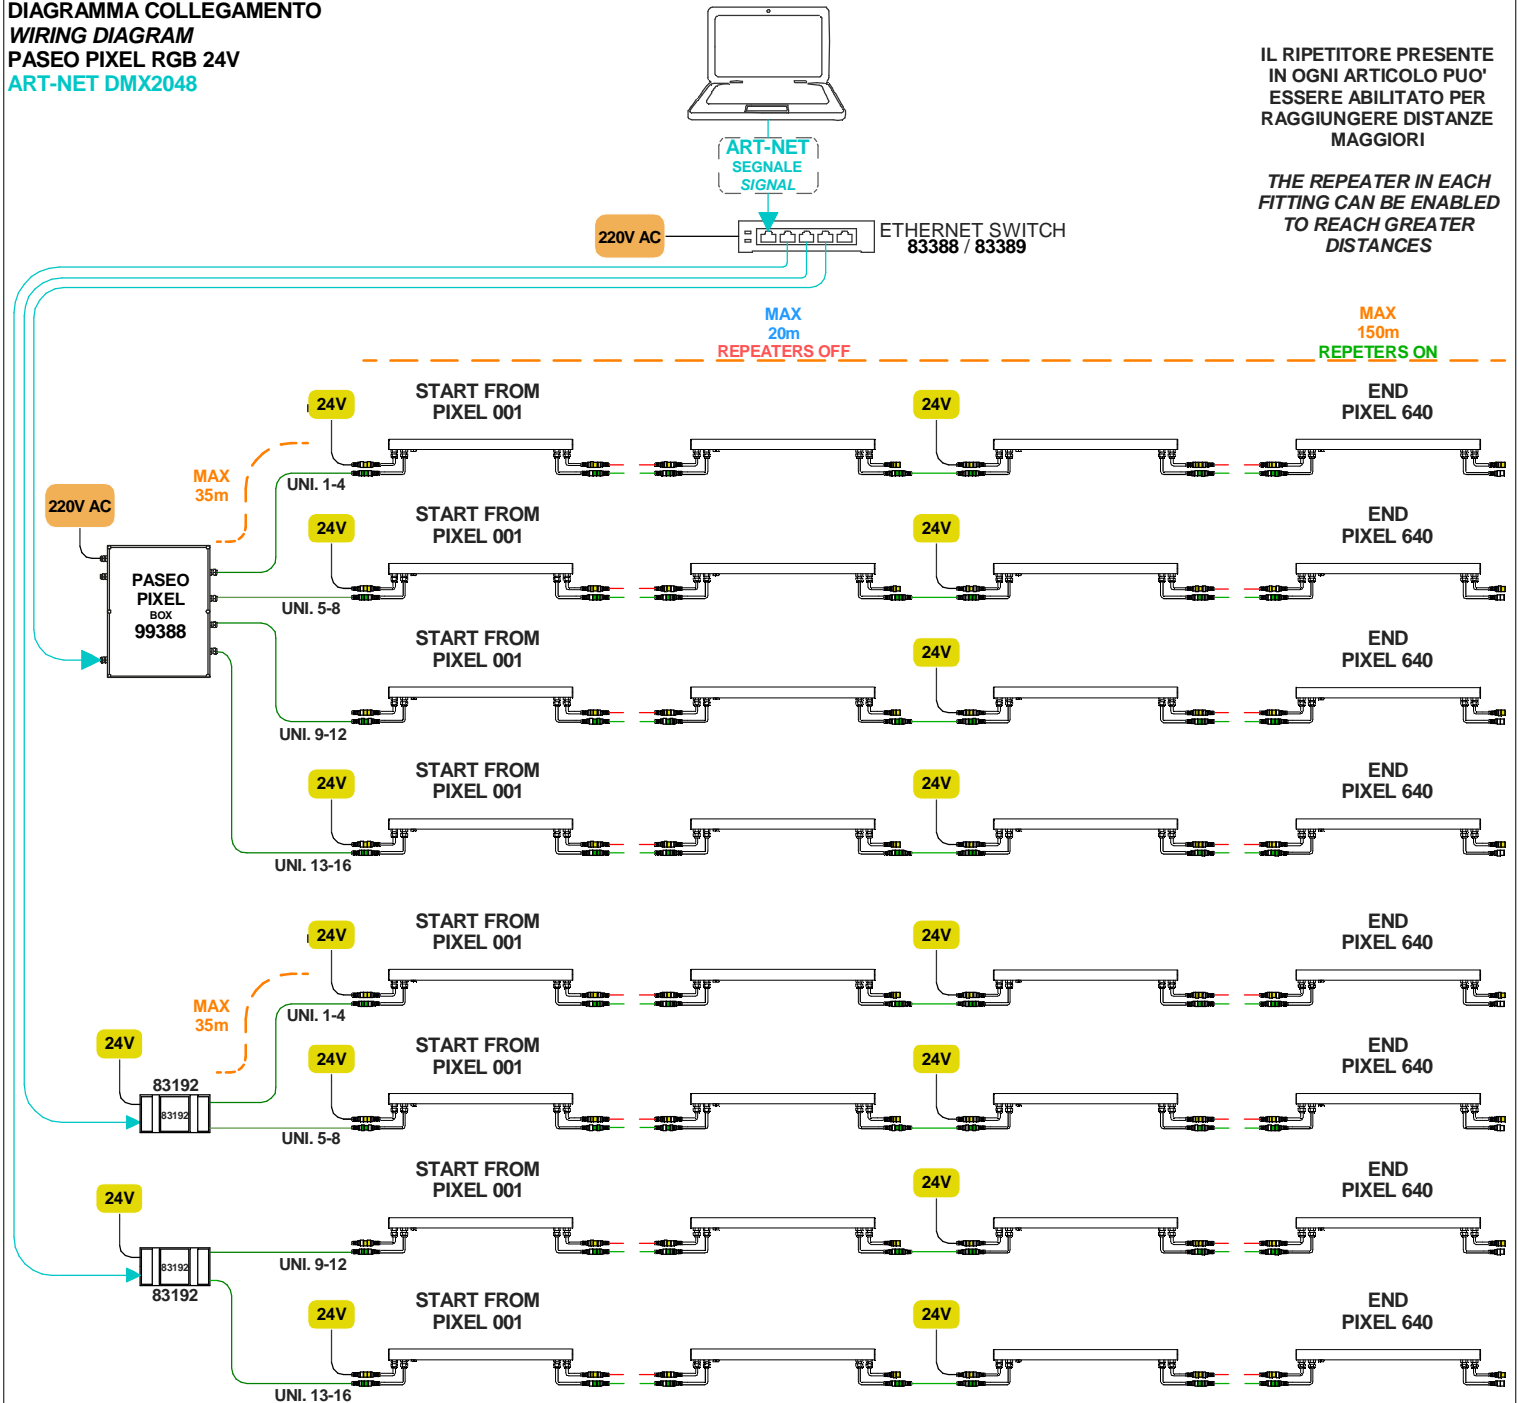 DIAGRAMMA COLLEGAMENTO
WIRING DIAGRAM
PASEO PIXEL RGB 24V
ART-NET DMX2048
IL RIPETITORE PRESENTE
IN OGNI ARTICOLO PUO'
ESSERE ABILITATO PER
RAGGIUNGERE DISTANZE
MAGGIORI
THE REPEATER IN EACH
FITTING CAN BE ENABLED
TO REACH GREATER
DISTANCES
ART-NET
SEGNALE
SIGNAL
220V AC
ETHERNET SWITCH
83388 / 83389
MAX
20m
REPEATERS OFF
MAX
150m
REPETERS ON
24V
START FROM
PIXEL 001
24V
END
PIXEL 640
MAX
35m
UNI. 1-4
220V AC
24V
START FROM
PIXEL 001
24V
END
PIXEL 640
UNI. 5-8
PASEO
PIXEL
BOX
99388
START FROM
PIXEL 001
24V
END
PIXEL 640
UNI. 9-12
24V
START FROM
PIXEL 001
24V
END
PIXEL 640
UNI. 13-16
24V
START FROM
PIXEL 001
24V
END
PIXEL 640
MAX
35m
UNI. 1-4
24V
83192
83192
24V
START FROM
PIXEL 001
24V
END
PIXEL 640
UNI. 5-8
24V
83192
83192
START FROM
PIXEL 001
24V
END
PIXEL 640
UNI. 9-12
24V
START FROM
PIXEL 001
24V
END
PIXEL 640
UNI. 13-16